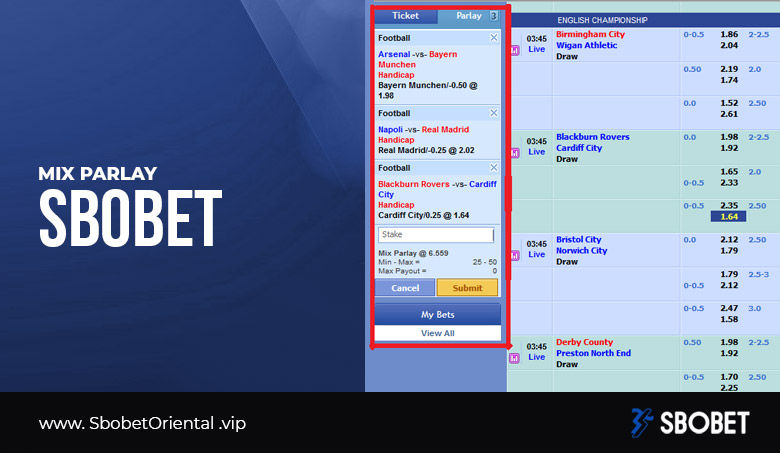 MIX PARLAY
SBOBET
Ticket Parlay 3
Football
Arsenal -vs- Bayern
Munchen
Handicap
Bayern Munchen/-0.50 @
1.98
Football
Napoli -vs- Real Madrid
Handicap
Real Madrid/-0.25 @ 2.02
Football
Blackburn Rovers -vs- Cardiff
City
Handicap
Cardiff City/0.25 @ 1.64
Stake
Mix Parlay @ 6.559
Min - Max = 25 - 50
Max Payout = 0
Cancel Submit
My Bets
View All
ENGLISH CHAMPIONSHIP
03:45 Birmingham City 0-0.5 1.86 2-2.5
Live Wigan Athletic 2.04
Draw
0.50 2.19 2.0
1.74
0.0 1.52 2.50
2.61
03:45 Blackburn Rovers 0.0 1.98 2-2.5
Live Cardiff City 1.92
Draw
1.65 2.0
0-0.5 2.33
0-0.5 2.35 2.50
1.64
03:45 Bristol City 0.0 2.12 2.50
Live Norwich City 1.79
Draw
1.79 2.5-3
0-0.5 2.12
0-0.5 2.47 3.0
1.58
03:45 Derby County 0.50 1.98 2-2.5
Live Preston North End 1.92
Draw
0-0.5 1.70 2.50
2.25
www. SbobetOriental .vip
SBOBET